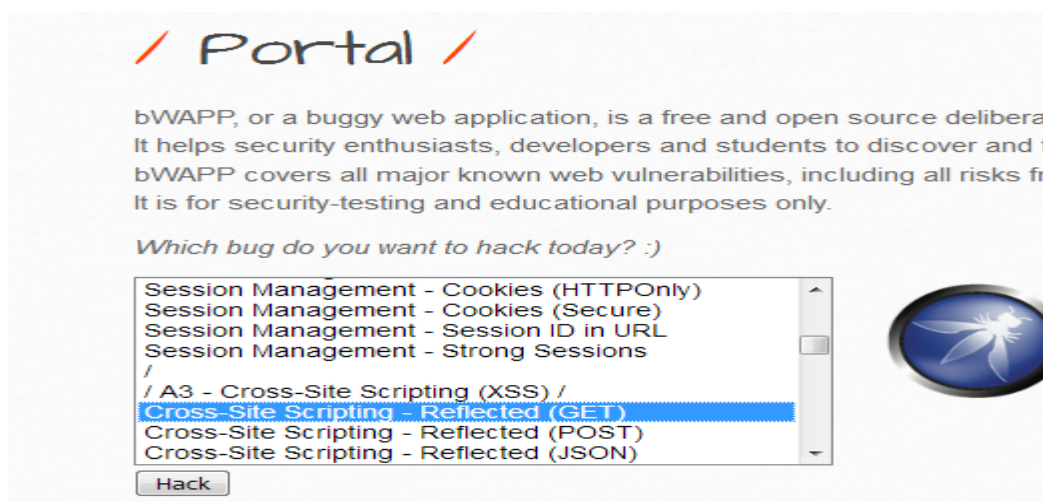 / Portal /
bWAPP, or a buggy web application, is a free and open source
It helps security enthusiasts, developers and students to discover and
bWAPP covers all major known web vulnerabilities, including all risks
It is for security-testing and educational purposes only.
Which bug do you want to hack today? :)
Session Management - Cookies (HTTPOnly)
Session Management - Cookies (Secure)
Session Management - Session ID in URL
Session Management - Strong Sessions
/
/ A3 - Cross-Site Scripting (XSS) /
Cross-Site Scripting - Reflected (GET)
Cross-Site Scripting - Reflected (POST)
Cross-Site Scripting - Reflected (JSON)
Hack